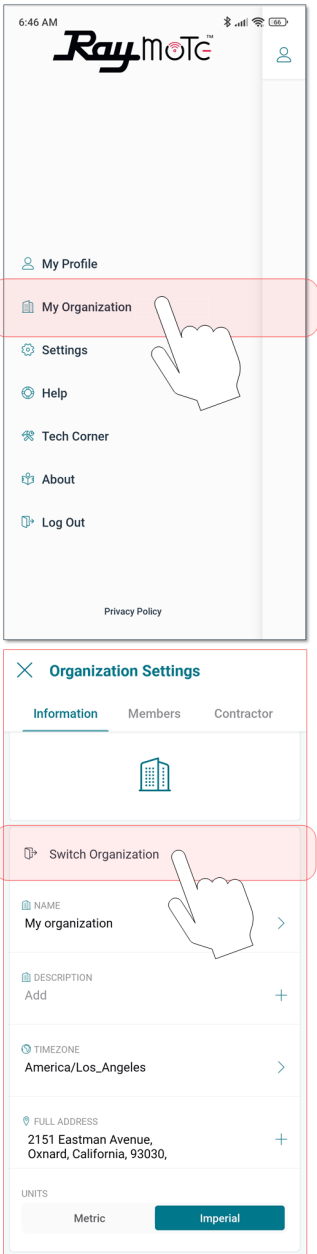 6:46 AM
66
Raymote™
My Profile
My Organization
Settings
Help
Tech Corner
About
Log Out
Privacy Policy
Organization Settings
Information Members Contractor
Switch Organization
NAME
My organization
DESCRIPTION
Add
TIMEZONE
America/Los_Angeles
FULL ADDRESS
2151 Eastman Avenue,
Oxnard, California, 93030,
UNITS
Metric Imperial